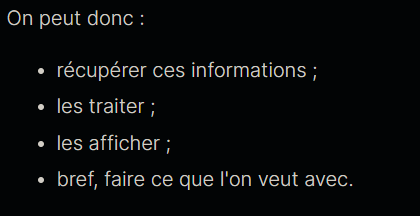 On peut donc :
• récupérer ces informations ;
• les traiter ;
• les afficher ;
• bref, faire ce que l'on veut avec.